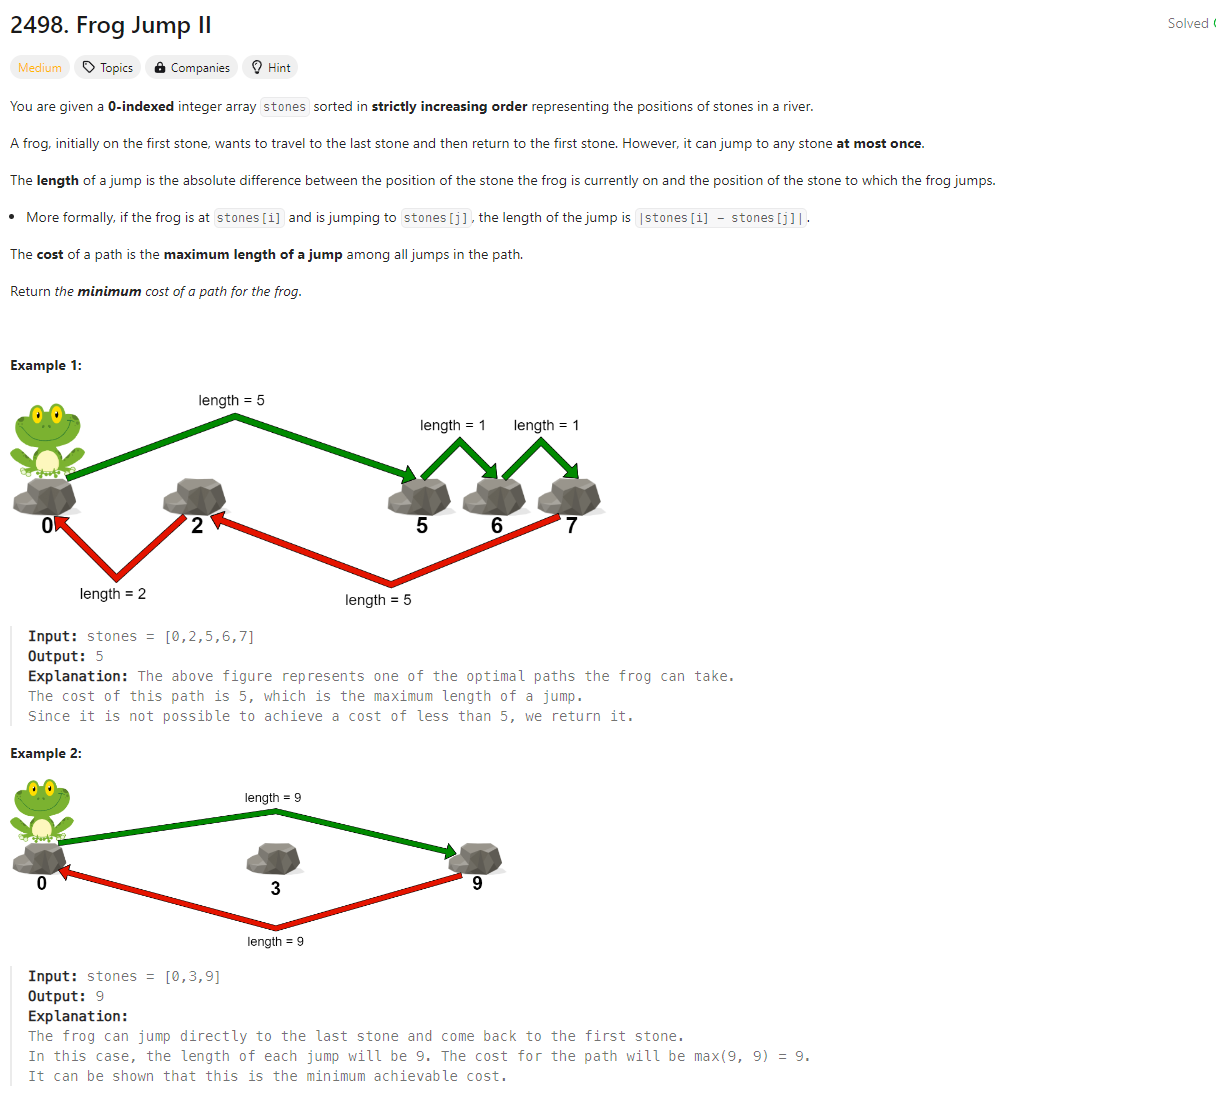 2498. Frog Jump II
Solved
Medium Topics Companies Hint
You are given a 0-indexed integer array stones sorted in strictly increasing order representing the positions of stones in a river.
A frog, initially on the first stone, wants to travel to the last stone and then return to the first stone. However, it can jump to any stone at most once.
The length of a jump is the absolute difference between the position of the stone the frog is currently on and the position of the stone to which the frog jumps.
• More formally, if the frog is at stones[i] and is jumping to stones[j], the length of the jump is |stones[i] - stones[j]|.
The cost of a path is the maximum length of a jump among all jumps in the path.
Return the minimum cost of a path for the frog.
Example 1:
length = 5
length = 1 length = 1
0 2 5 6 7
length = 2
length = 5
Input: stones = [0,2,5,6,7]
Output: 5
Explanation: The above figure represents one of the optimal paths the frog can take.
The cost of this path is 5, which is the maximum length of a jump.
Since it is not possible to achieve a cost of less than 5, we return it.
Example 2:
length = 9
0 3 9
length = 9
Input: stones = [0,3,9]
Output: 9
Explanation:
The frog can jump directly to the last stone and come back to the first stone.
In this case, the length of each jump will be 9. The cost for the path will be max(9, 9) = 9.
It can be shown that this is the minimum achievable cost.